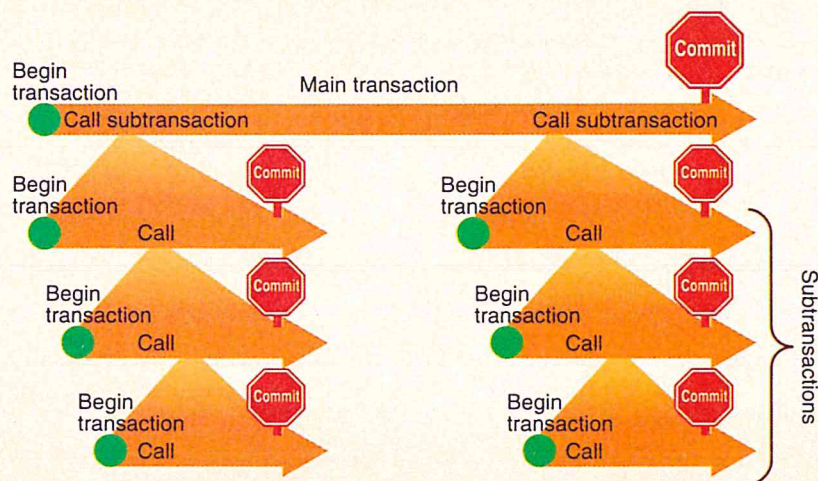 Commit
Begin
transaction
Main transaction
Call subtransaction
Call subtransaction
Begin
transaction
Commit
Call
Begin
transaction
Commit
Call
Begin
transaction
Commit
Call
Begin
transaction
Commit
Call
Begin
transaction
Commit
Call
Begin
transaction
Commit
Call
Subtransactions